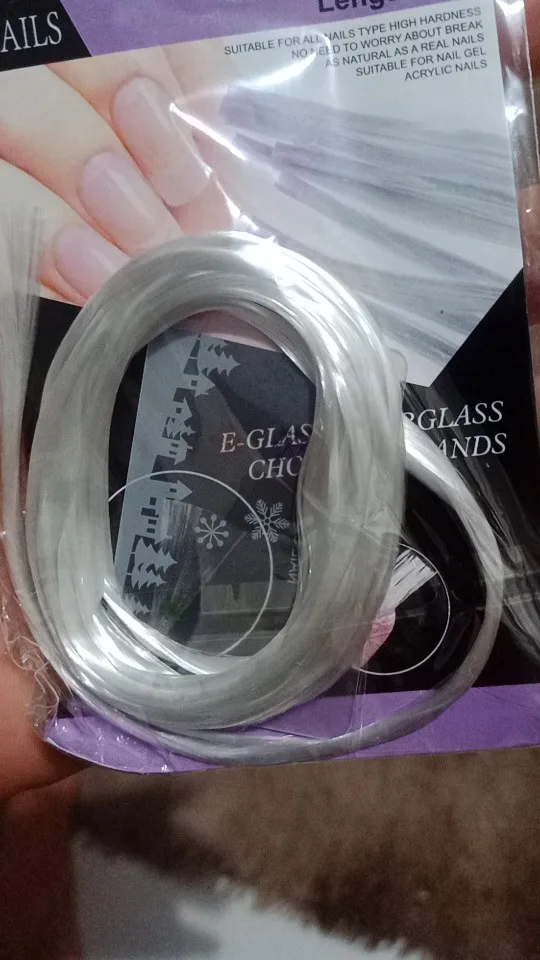 AILS
SUITABLE FOR ALL NAILS TYPE HIGH HARDNESS
NO NEED TO WORRY ABOUT BREAK
AS NATURAL AS A REAL NAILS
SUITABLE FOR NAIL GEL
ACRYLIC NAILS
E-GLAS RGLASS
CHO ANDS